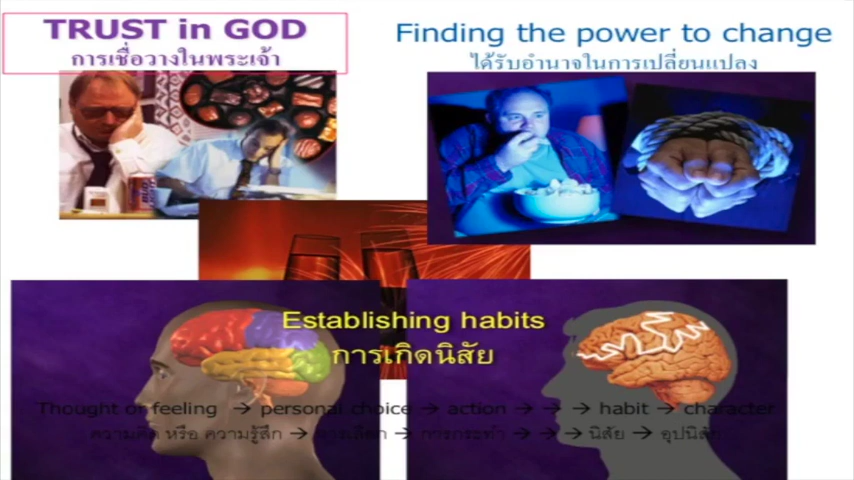 TRUST in GOD
การเชื่อวางในพระเจ้า
Finding the power to change
ได้รับอำนาจในการเปลี่ยนแปลง
Establishing habits
การเกิดนิสัย
Thought or feeling → personal choice → action → → → habit → character
ความคิด หรือ ความรู้สึก → การเลือก → การกระทำ → → → นิสัย → อุปนิสัย